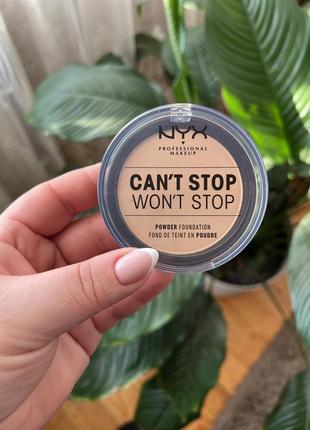 NYX
PROFESSIONAL
MAKEUP
CAN'T STOP
WON'T STOP
POWDER FOUNDATION
FOND DE TEINT EN POUDRE